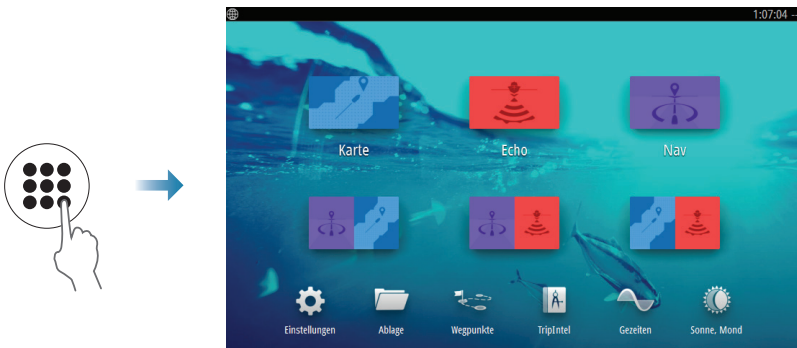 1:07:04 --
Karte
Echo
Nav
Einstellungen
Ablage
Wegpunkte
TripIntel
Gezeiten
Sonne, Mond